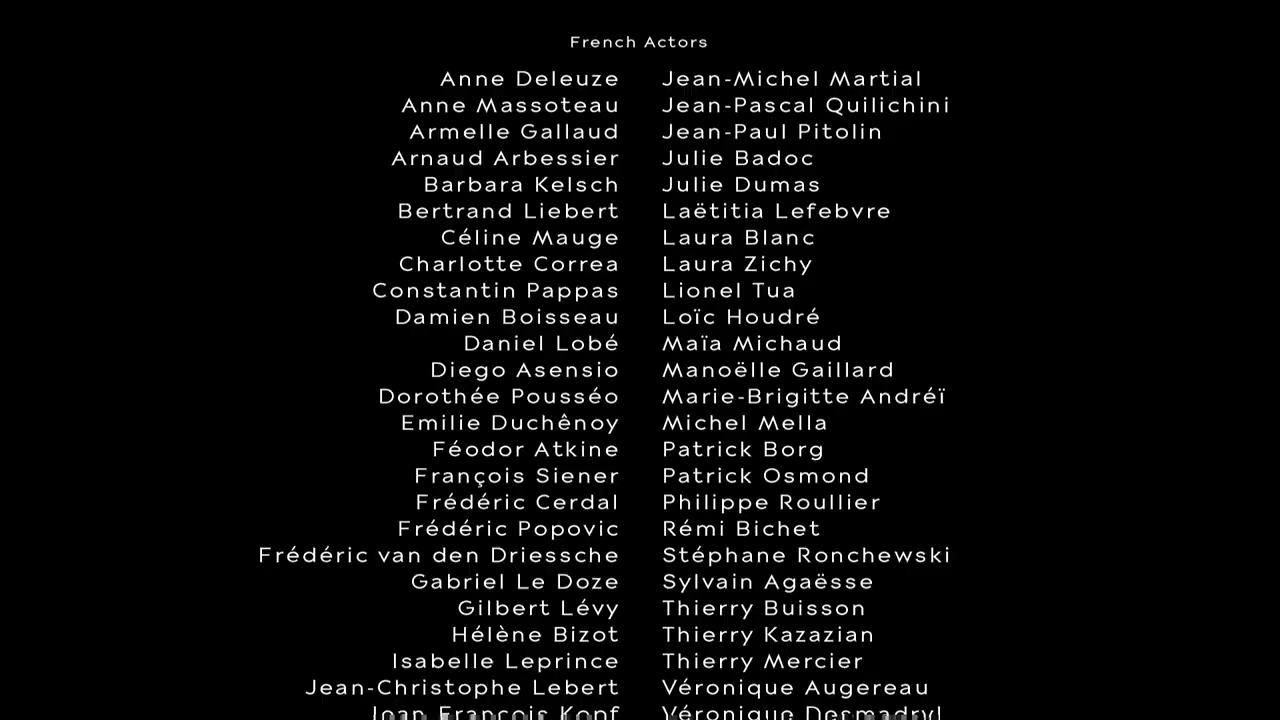 French Actors
Anne Deleuze Jean-Michel Martial
Anne Massoteau Jean-Pascal Quilichini
Armelle Gallaud Jean-Paul Pitolin
Arnaud Arbessier Julie Badoc
Barbara Kelsch Julie Dumas
Bertrand Liebert Laëtitia Lefebvre
Céline Mauge Laura Blanc
Charlotte Correa Laura Zichy
Constantin Pappas Lionel Tua
Damien Boisseau Loïc Houdré
Daniel Lobé Maïa Michaud
Diego Asensio Manoëlle Gaillard
Dorothée Pousséo Marie-Brigitte Andréï
Emilie Duchênoy Michel Mella
Féodor Atkine Patrick Borg
François Siener Patrick Osmond
Frédéric Cerdal Philippe Roullier
Frédéric Popovic Rémi Bichet
Frédéric van den Driessche Stéphane Ronchewski
Gabriel Le Doze Sylvain Agaësse
Gilbert Lévy Thierry Buisson
Hélène Bizot Thierry Kazazian
Isabelle Leprince Thierry Mercier
Jean-Christophe Lebert Véronique Augereau
Jean François Kopf Véronique Desmadryl